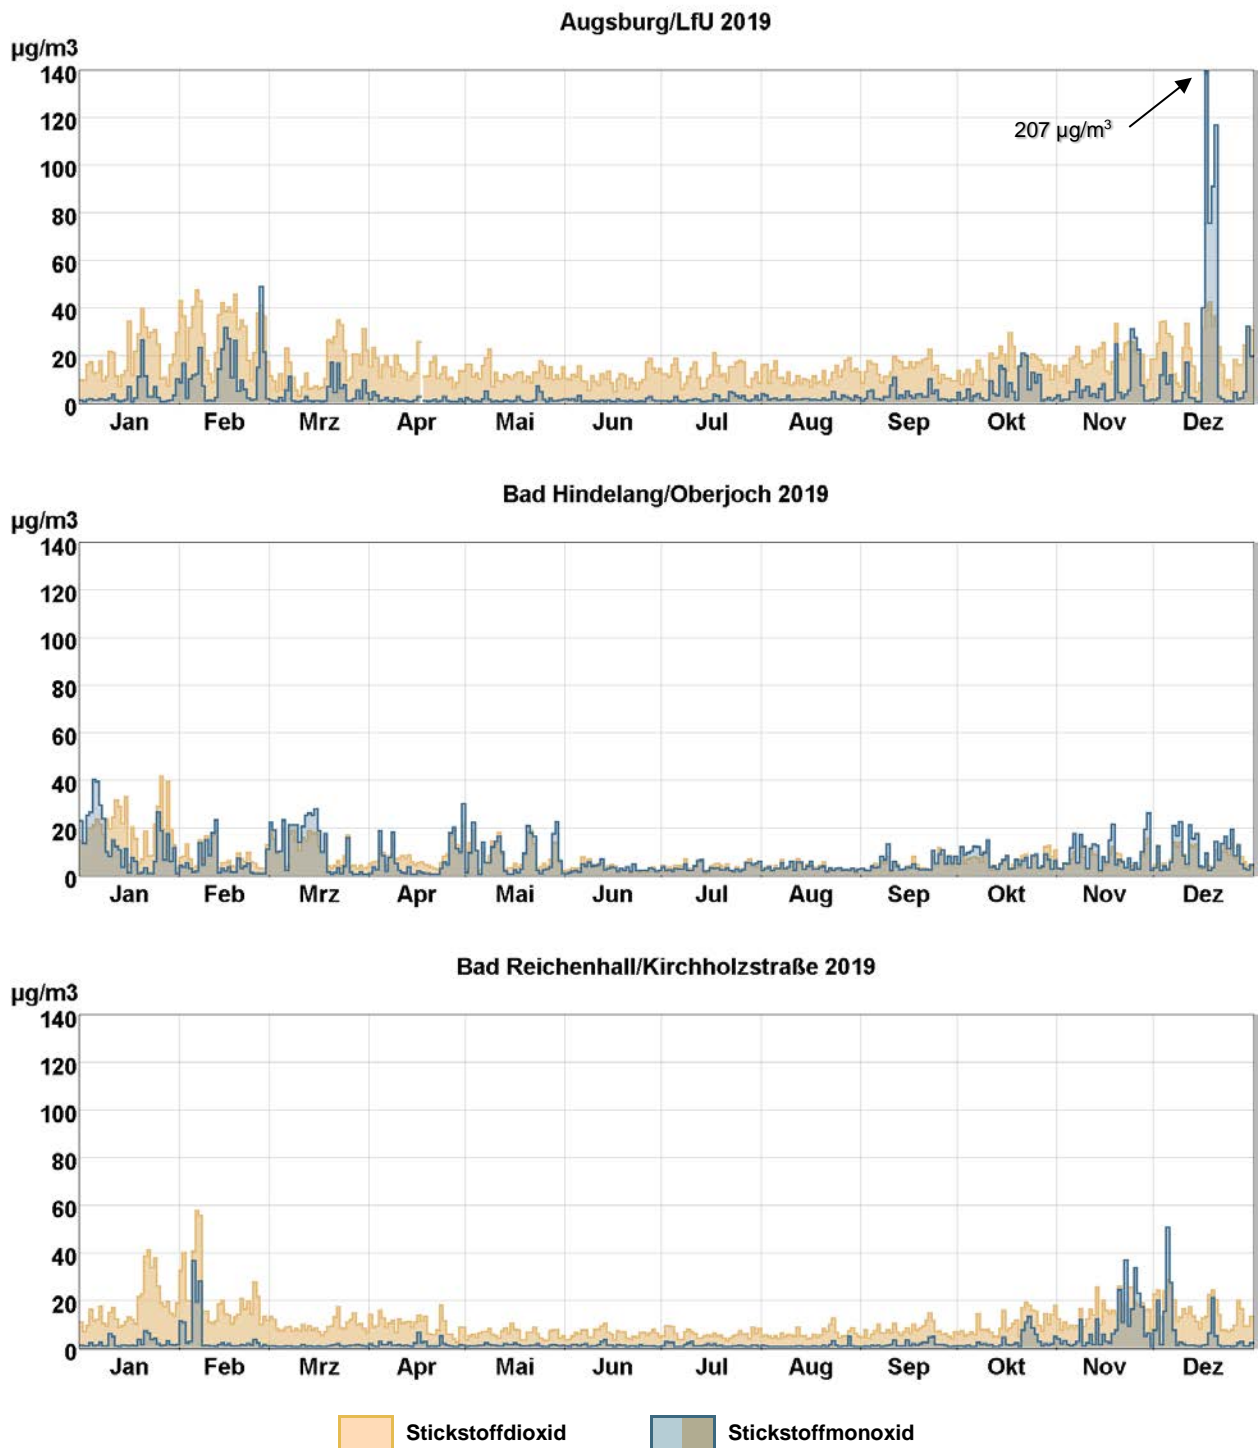 Augsburg/LfU 2019
µg/m3
140
207 µg/m³
120
100
80
60
40
20
0
Jan Feb Mrz Apr Mai Jun Jul Aug Sep Okt Nov Dez
Bad Hindelang/Oberjoch 2019
µg/m3
140
120
100
80
60
40
20
0
Jan Feb Mrz Apr Mai Jun Jul Aug Sep Okt Nov Dez
Bad Reichenhall/Kirchholzstraße 2019
µg/m3
140
120
100
80
60
40
20
0
Jan Feb Mrz Apr Mai Jun Jul Aug Sep Okt Nov Dez
Stickstoffdioxid Stickstoffmonoxid